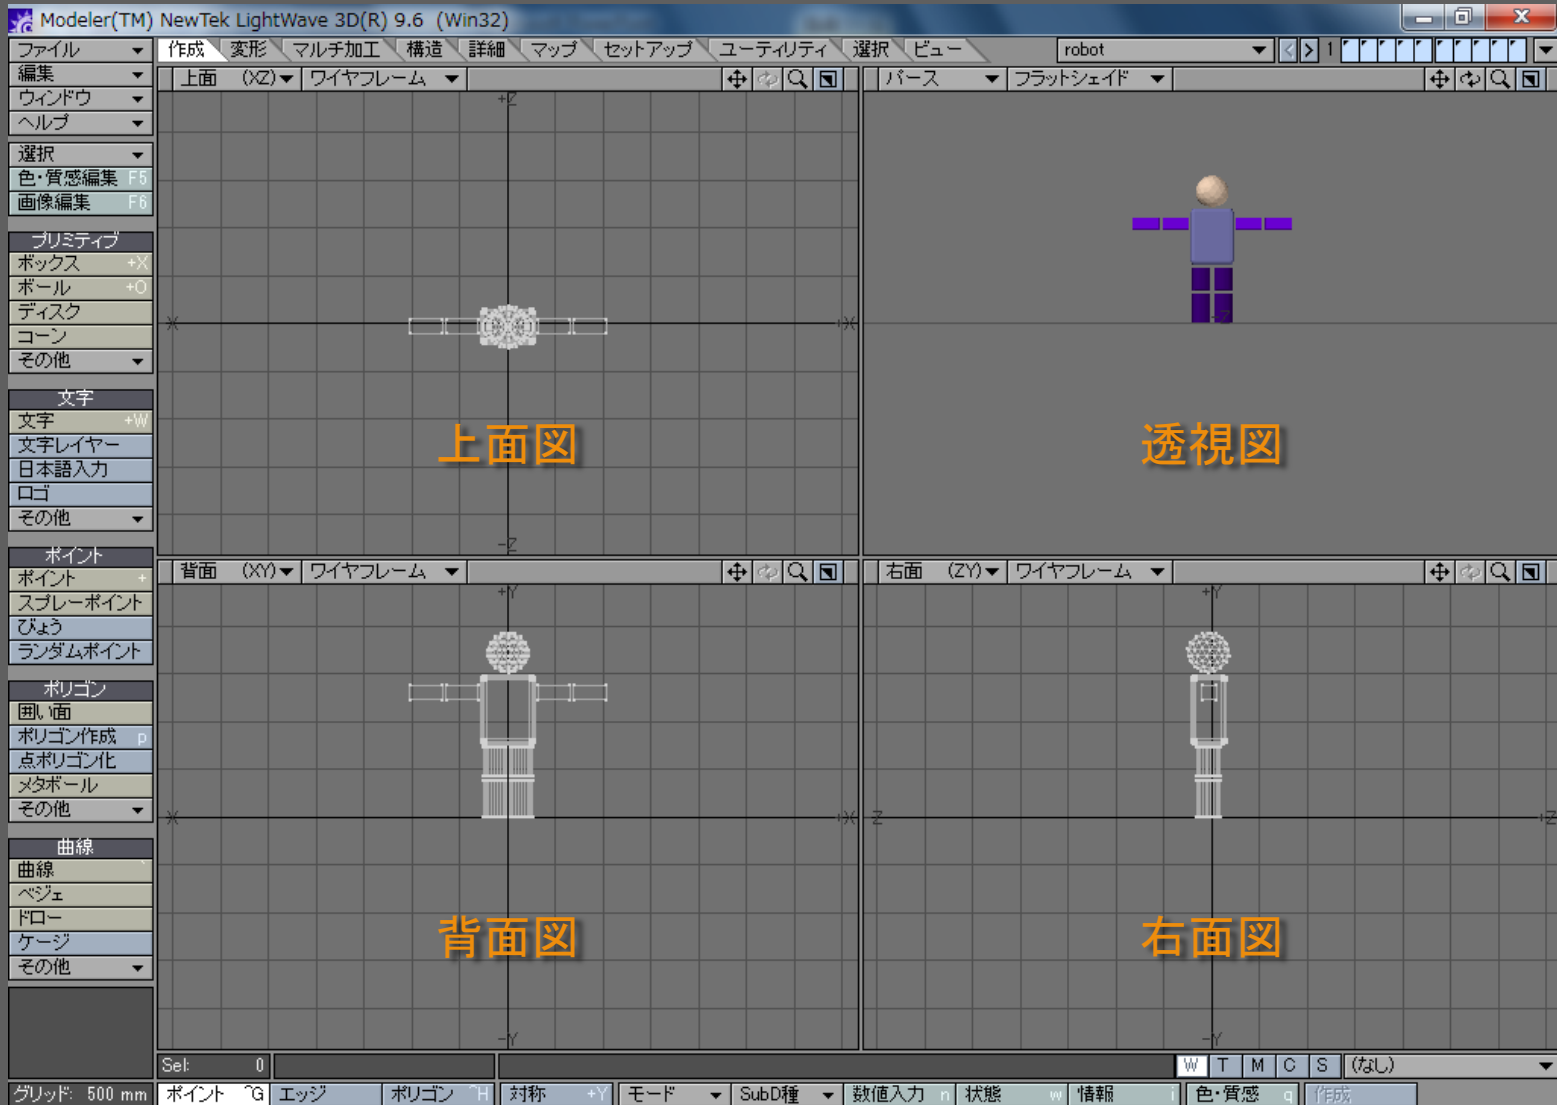 Modeler(TM) NewTek LightWave 3D(R) 9.6 (Win32)
ファイル
編集
ウィンドウ
ヘルプ
選択
色・質感編集 F5
画像編集 F6
プリミティブ
ボックス +X
ボール +O
ディスク
コーン
その他
文字
文字 +W
文字レイヤー
日本語入力
ロゴ
その他
ポイント
ポイント +
スプレーポイント
びょう
ランダムポイント
ポリゴン
囲い面
ポリゴン作成 p
点ポリゴン化
メタボール
その他
曲線
曲線 `
ベジェ
ドロー
ケージ
その他
作成 変形 マルチ加工 構造 詳細 マップ セットアップ ユーティリティ 選択 ビュー robot < > 1
上面 (XZ) ワイヤフレーム
+Z
-X +X
-Z
上面図
パース フラットシェイド
-Z
透視図
背面 (XY) ワイヤフレーム
+Y
-X +X
-Y
背面図
右面 (ZY) ワイヤフレーム
+Y
-Z +Z
-Y
右面図
Sel: 0
W T M C S (なし)
グリッド: 500 mm ポイント ^G エッジ ポリゴン ^H 対称 +Y モード SubD種 数値入力 n 状態 w 情報 i 色・質感 q 作成